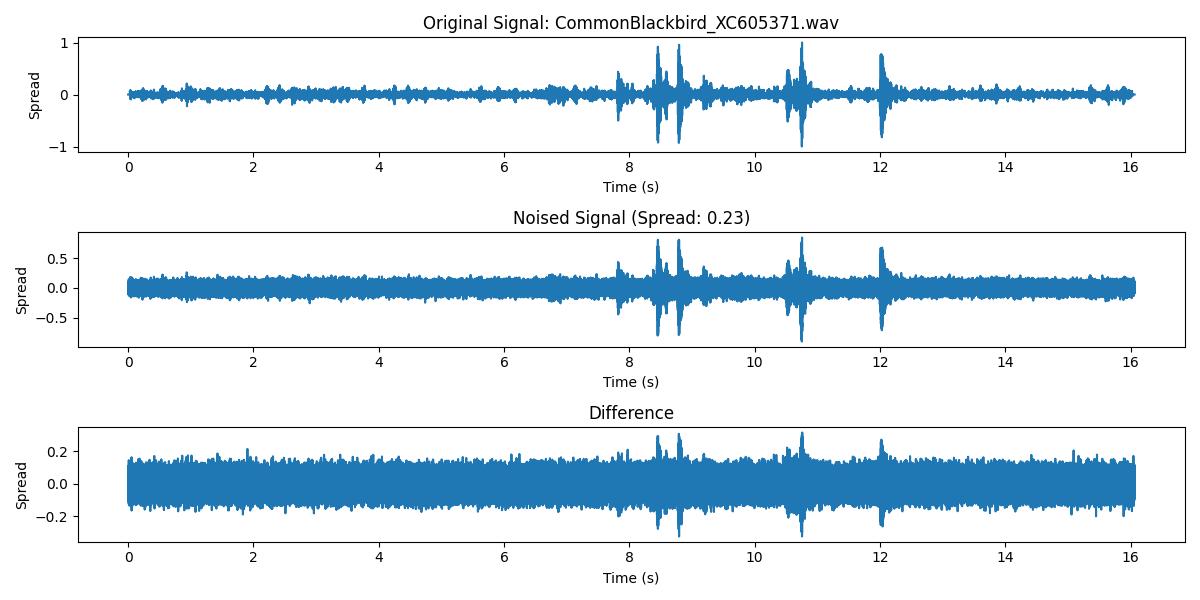 Original Signal: CommonBlackbird_XC605371.wav
1
0
−1
Spread
0 2 4 6 8 10 12 14 16
Time (s)
Noised Signal (Spread: 0.23)
0.5
0.0
−0.5
Spread
0 2 4 6 8 10 12 14 16
Time (s)
Difference
0.2
0.0
−0.2
Spread
0 2 4 6 8 10 12 14 16
Time (s)